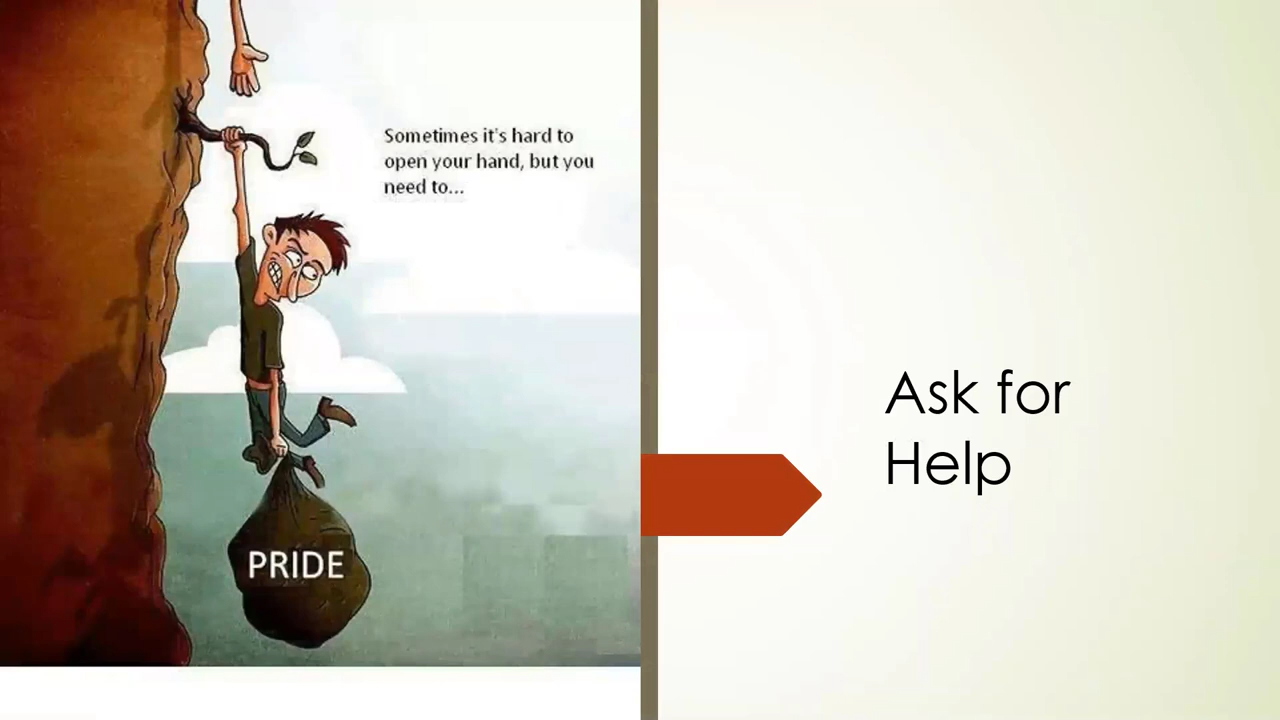 Sometimes it's hard to
open your hand, but you
need to...
PRIDE
Ask for
Help